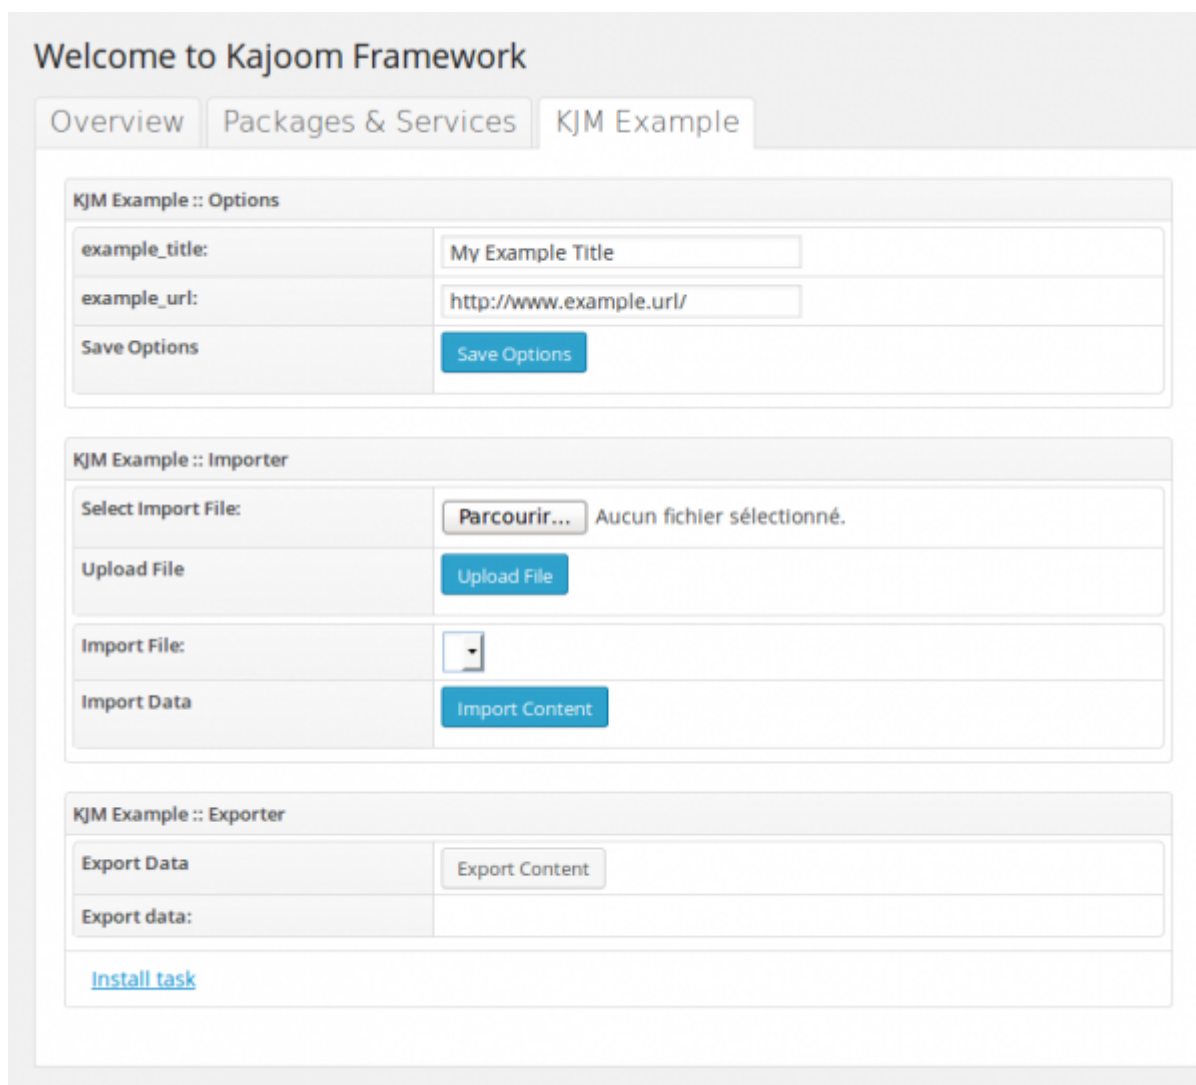 Welcome to Kajoom Framework
Overview Packages & Services KJM Example
KJM Example :: Options
example_title: My Example Title
example_url: http://www.example.url/
Save Options Save Options
KJM Example :: Importer
Select Import File: Parcourir... Aucun fichier sélectionné.
Upload File Upload File
Import File:
Import Data Import Content
KJM Example :: Exporter
Export Data Export Content
Export data:
Install task